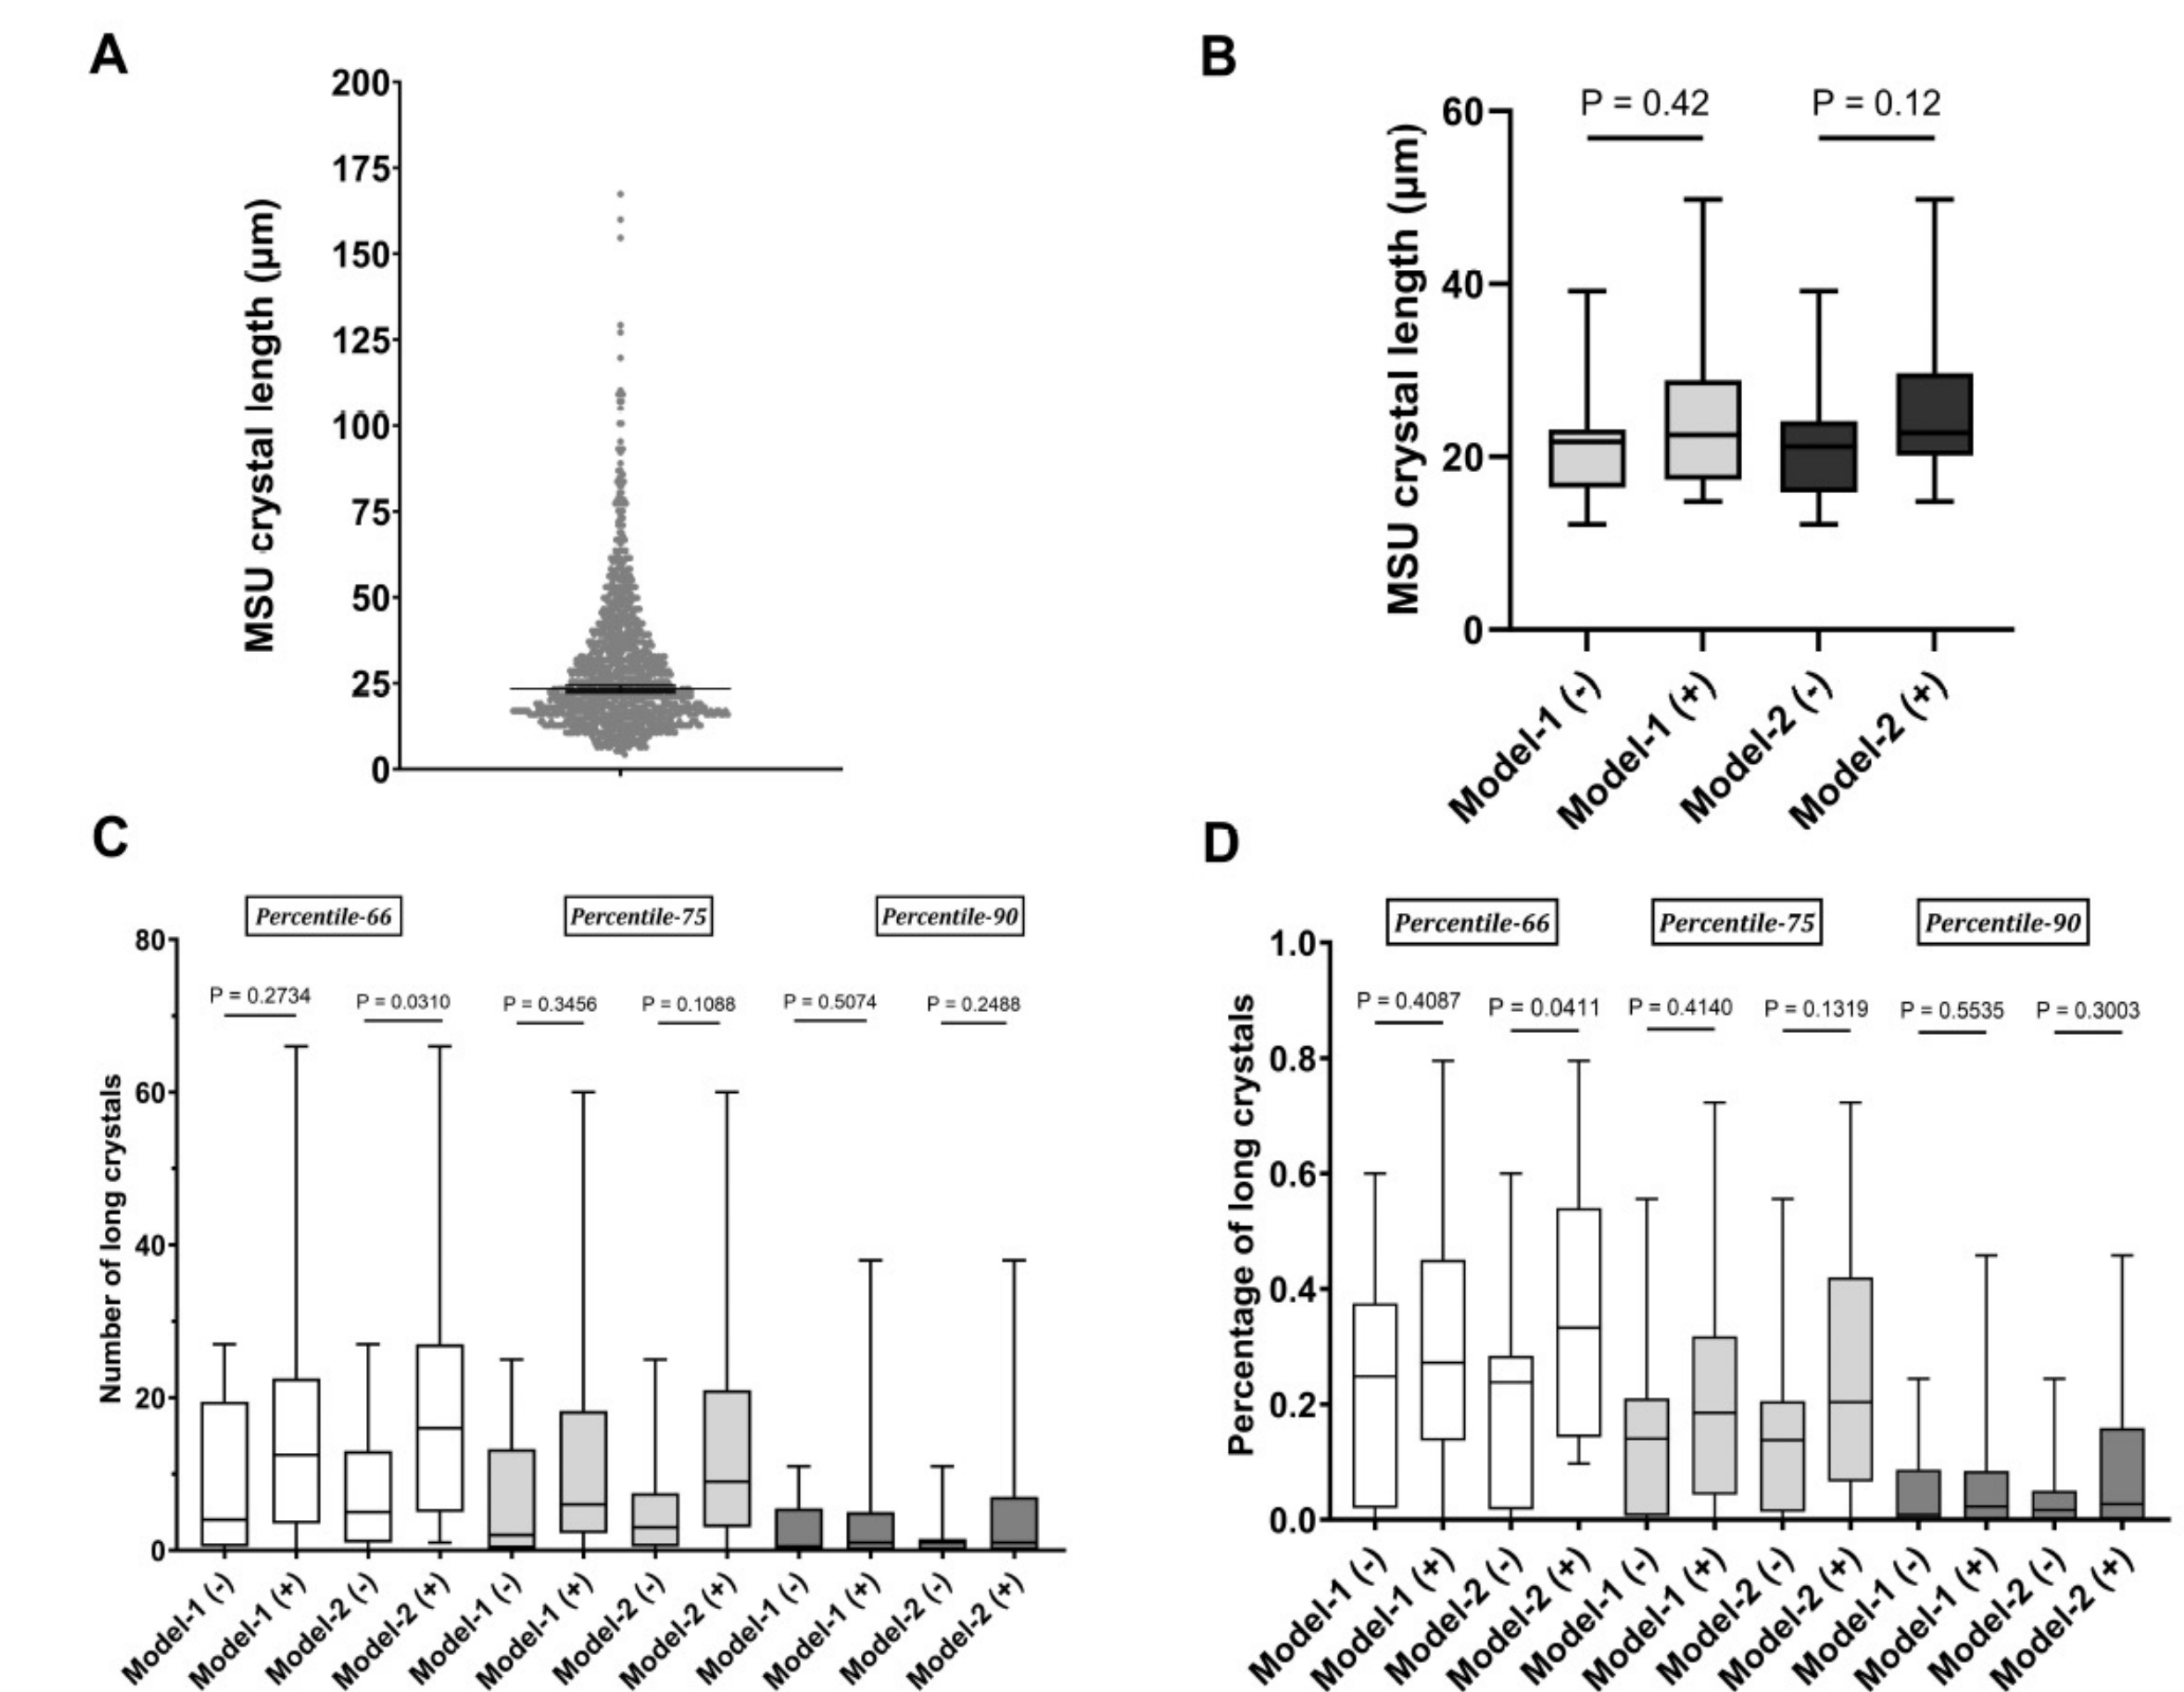 A
200
175
150
125
100
75
50
25
0
MSU crystal length (µm)
B
P = 0.42 P = 0.12
60
40
20
0
MSU crystal length (µm)
Model-1 (-)
Model-1 (+)
Model-2 (-)
Model-2 (+)
C
Percentile-66 Percentile-75 Percentile-90
P = 0.2734 P = 0.0310 P = 0.3456 P = 0.1088 P = 0.5074 P = 0.2488
80
60
40
20
0
Number of long crystals
Model-1 (-)
Model-1 (+)
Model-2 (-)
Model-2 (+)
Model-1 (-)
Model-1 (+)
Model-2 (-)
Model-2 (+)
Model-1 (-)
Model-1 (+)
Model-2 (-)
Model-2 (+)
D
Percentile-66 Percentile-75 Percentile-90
P = 0.4087 P = 0.0411 P = 0.4140 P = 0.1319 P = 0.5535 P = 0.3003
1.0
0.8
0.6
0.4
0.2
0.0
Percentage of long crystals
Model-1 (-)
Model-1 (+)
Model-2 (-)
Model-2 (+)
Model-1 (-)
Model-1 (+)
Model-2 (-)
Model-2 (+)
Model-1 (-)
Model-1 (+)
Model-2 (-)
Model-2 (+)